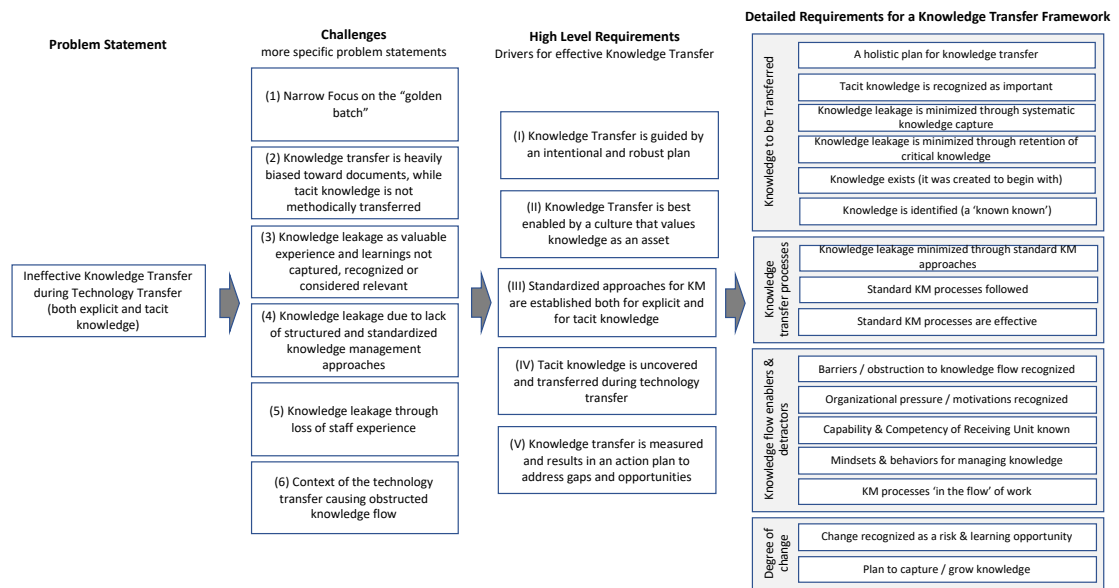 Problem Statement
Ineffective Knowledge Transfer
during Technology Transfer
(both explicit and tacit
knowledge)
Challenges
more specific problem statements
(1) Narrow Focus on the “golden
batch”
(2) Knowledge transfer is heavily
biased toward documents, while
tacit knowledge is not
methodically transferred
(3) Knowledge leakage as valuable
experience and learnings not
captured, recognized or
considered relevant
(4) Knowledge leakage due to lack
of structured and standardized
knowledge management
approaches
(5) Knowledge leakage through
loss of staff experience
(6) Context of the technology
transfer causing obstructed
knowledge flow
High Level Requirements
Drivers for effective Knowledge Transfer
(I) Knowledge Transfer is guided by
an intentional and robust plan
(II) Knowledge Transfer is best
enabled by a culture that values
knowledge as an asset
(III) Standardized approaches for KM
are established both for explicit and
for tacit knowledge
(IV) Tacit knowledge is uncovered
and transferred during technology
transfer
(V) Knowledge transfer is measured
and results in an action plan to
address gaps and opportunities
Detailed Requirements for a Knowledge Transfer Framework
Knowledge to be Transferred
A holistic plan for knowledge transfer
Tacit knowledge is recognized as important
Knowledge leakage is minimized through systematic
knowledge capture
Knowledge leakage is minimized through retention of
critical knowledge
Knowledge exists (it was created to begin with)
Knowledge is identified (a ‘known known’)
Knowledge
transfer processes
Knowledge leakage minimized through standard KM
approaches
Standard KM processes followed
Standard KM processes are effective
Knowledge flow enablers &
detractors
Barriers / obstruction to knowledge flow recognized
Organizational pressure / motivations recognized
Capability & Competency of Receiving Unit known
Mindsets & behaviors for managing knowledge
KM processes ‘in the flow’ of work
Degree of
change
Change recognized as a risk & learning opportunity
Plan to capture / grow knowledge